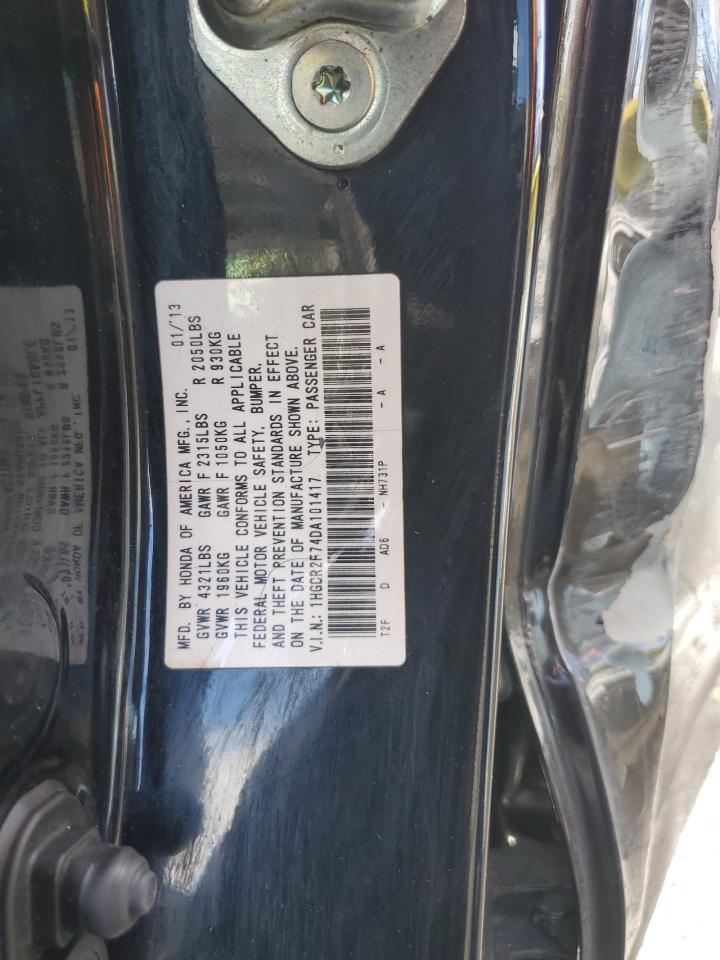 MFD. BY HONDA OF AMERICA MFG., INC. 01/'13
GVWR 4321LBS GAWR F 2315LBS R 2050LBS
GVWR 1960KG GAWR F 1050KG R 930KG
THIS VEHICLE CONFORMS TO ALL APPLICABLE
FEDERAL MOTOR VEHICLE SAFETY, BUMPER,
AND THEFT PREVENTION STANDARDS IN EFFECT
ON THE DATE OF MANUFACTURE SHOWN ABOVE.
V.I.N.: 1HGCR2F74DA101417 TYPE: PASSENGER CAR
T2F D AD6 - NH731P - A - A